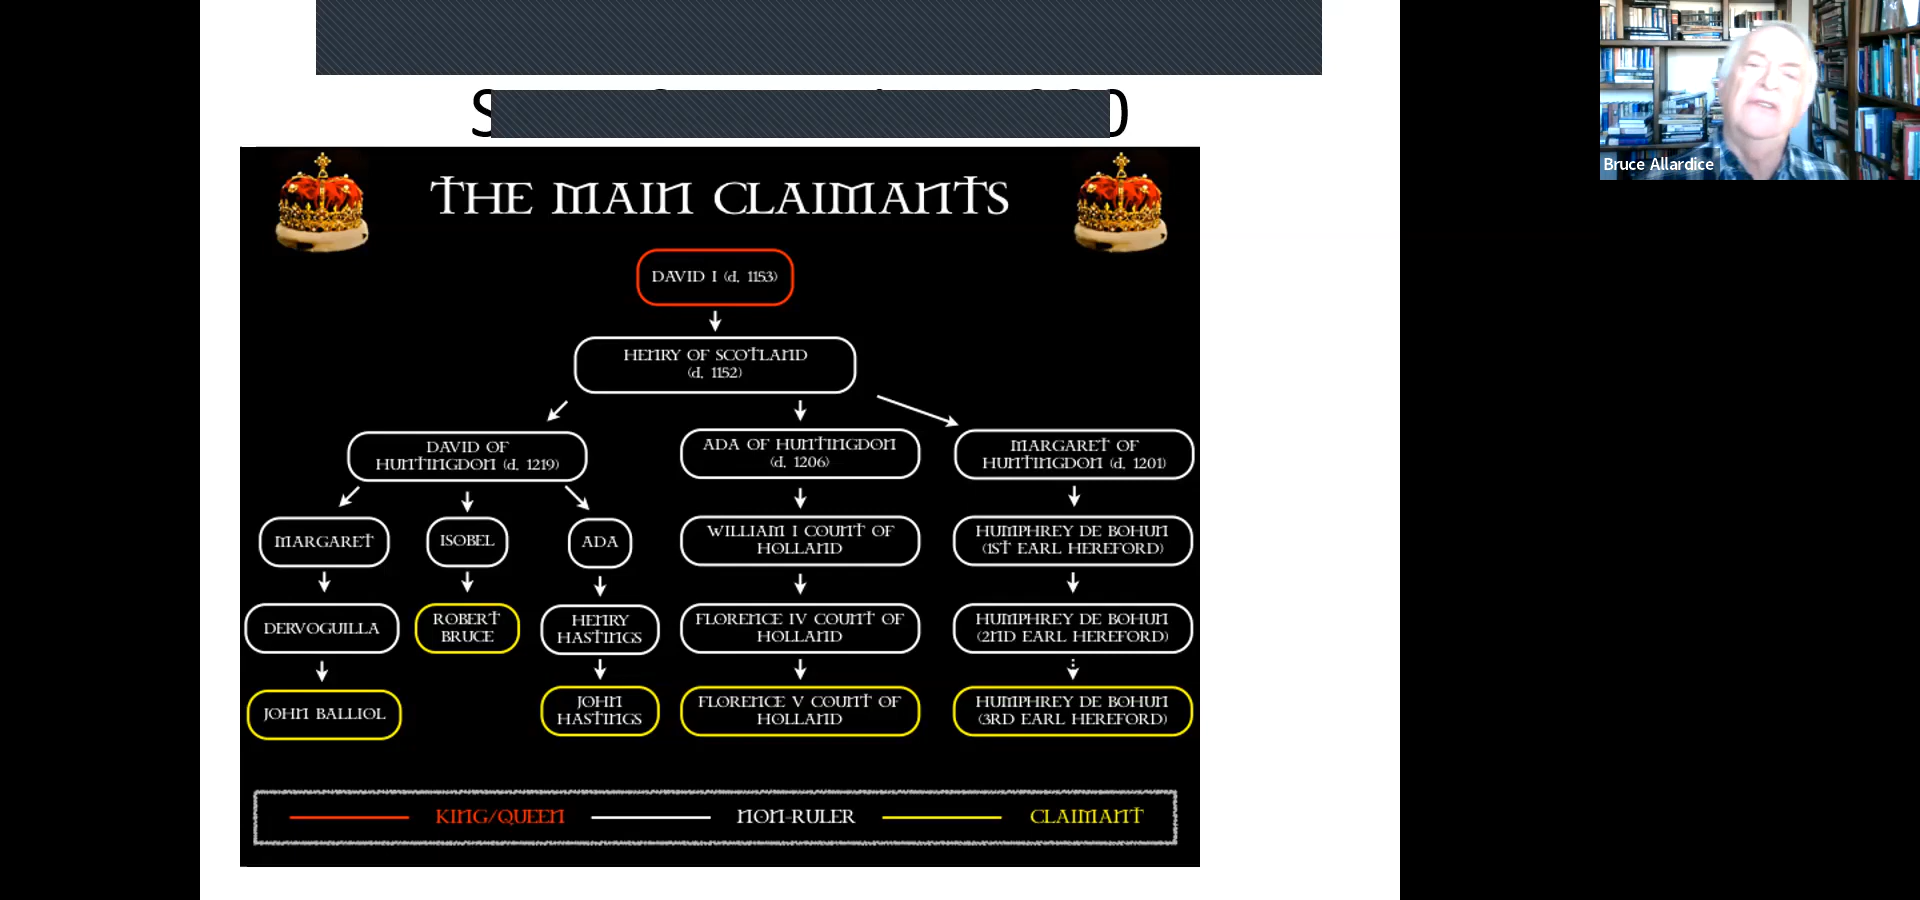 THE MAIN CLAIMANTS
DAVID I (d. 1153)
HENRY OF SCOTLAND
(d. 1152)
DAVID OF
HUNTINGDON (d. 1219)
ADA OF HUNTINGDON
(d. 1206)
MARGARET OF
HUNTINGDON (d. 1201)
MARGARET
ISOBEL
ADA
WILLIAM I COUNT OF
HOLLAND
HUMPHREY DE BOHUN
(1ST EARL HEREFORD)
DERVOGUILLA
ROBERT
BRUCE
HENRY
HASTINGS
FLORENCE IV COUNT OF
HOLLAND
HUMPHREY DE BOHUN
(2ND EARL HEREFORD)
JOHN BALLIOL
JOHN
HASTINGS
FLORENCE V COUNT OF
HOLLAND
HUMPHREY DE BOHUN
(3RD EARL HEREFORD)
KING/QUEEN NON-RULER CLAIMANT
Bruce Allardice